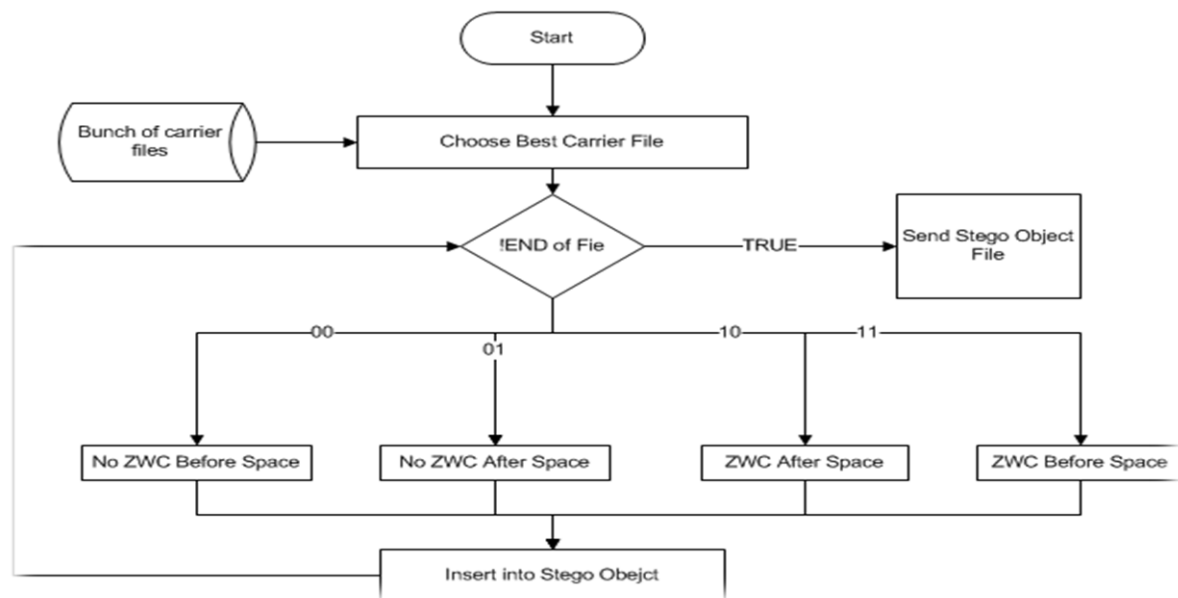 Start
Bunch of carrier
files
Choose Best Carrier File
!END of Fie
TRUE
Send Stego Object
File
00
01
10
11
No ZWC Before Space
No ZWC After Space
ZWC After Space
ZWC Before Space
Insert into Stego Obejct